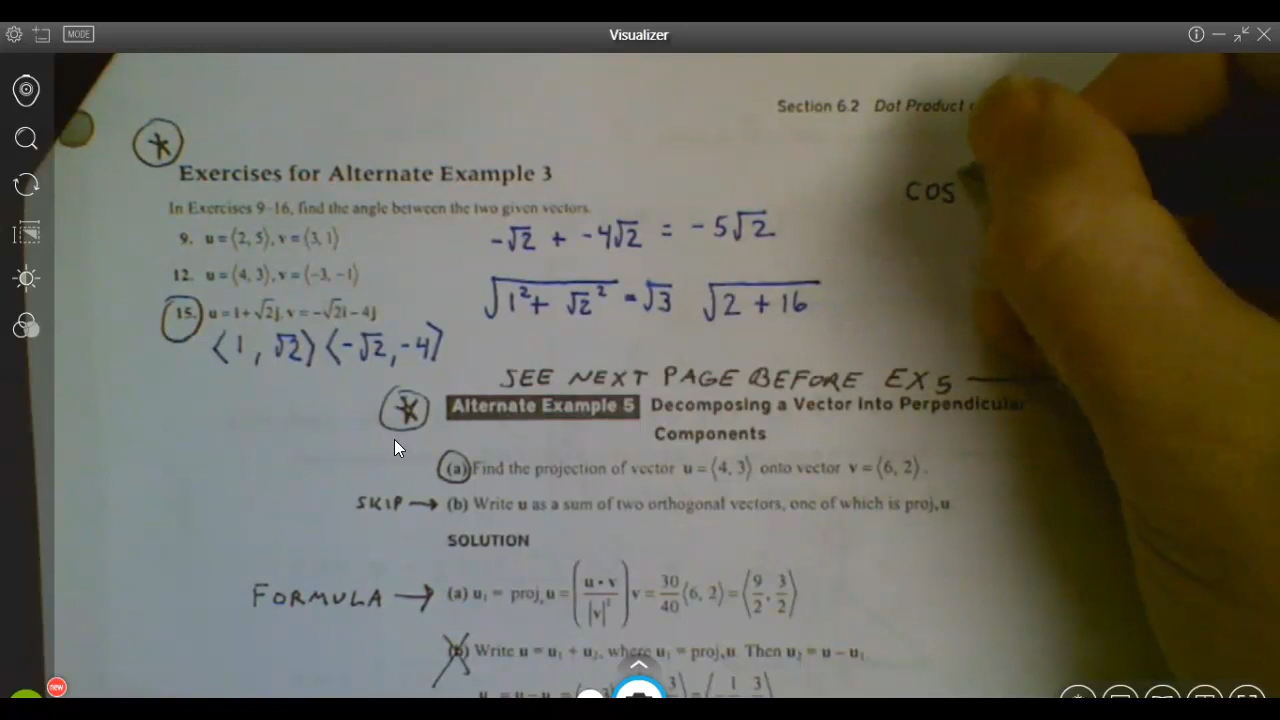 MODE
Visualizer
Section 6.2 Dot Product
Exercises for Alternate Example 3
COS
In Exercises 9–16, find the angle between the two given vectors.
9. u = ⟨2, 5⟩, v = ⟨3, 1⟩
-√2 + -4√2 = -5√2
12. u = ⟨4, 3⟩, v = ⟨-3, -1⟩
15. u = i + √2j, v = -√2i - 4j
√(1² + √2²) = √3 √(2 + 16)
⟨1, √2⟩ ⟨-√2, -4⟩
SEE NEXT PAGE BEFORE EX 5
Alternate Example 5 Decomposing a Vector into Perpendicular
Components
(a) Find the projection of vector u = ⟨4, 3⟩ onto vector v = ⟨6, 2⟩.
SKIP → (b) Write u as a sum of two orthogonal vectors, one of which is projᵥu
SOLUTION
FORMULA → (a) u₁ = projᵥu = (u • v / |v|²) v = 30/40 ⟨6, 2⟩ = ⟨9/2, 3/2⟩
(b) Write u = u₁ + u₂, where u₁ = projᵥu. Then u₂ = u - u₁.
new